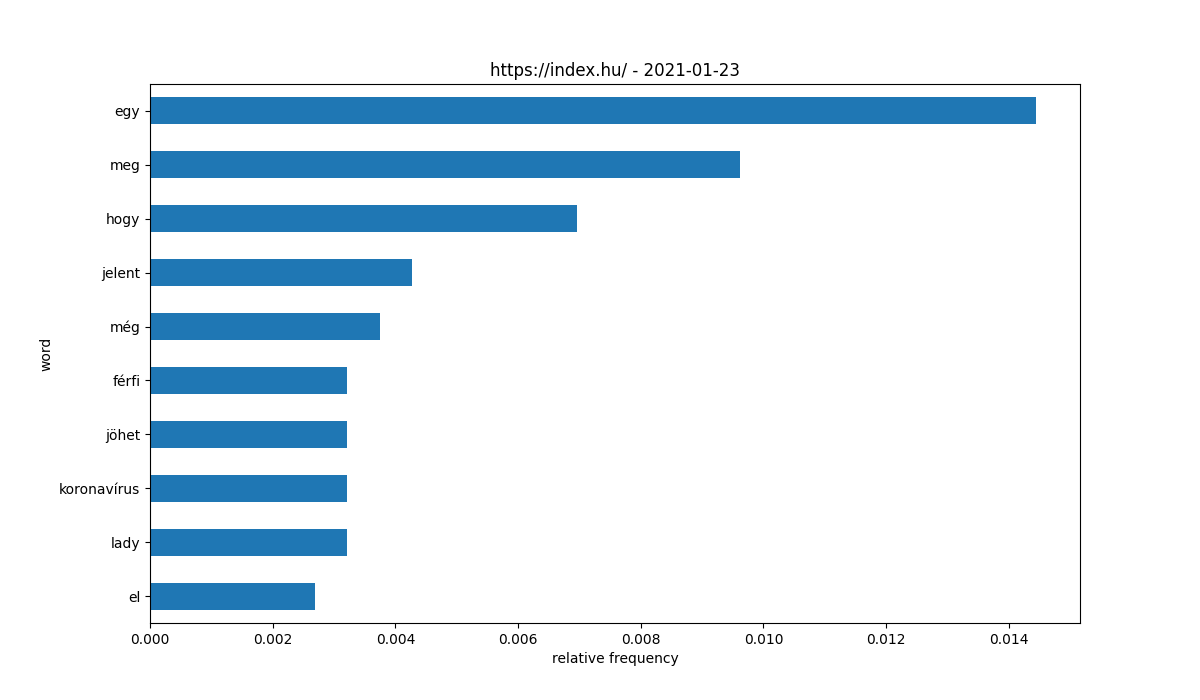 https://index.hu/ - 2021-01-23
egy
meg
hogy
jelent
még
férfi
jöhet
koronavírus
lady
el
word
0.000 0.002 0.004 0.006 0.008 0.010 0.012 0.014
relative frequency